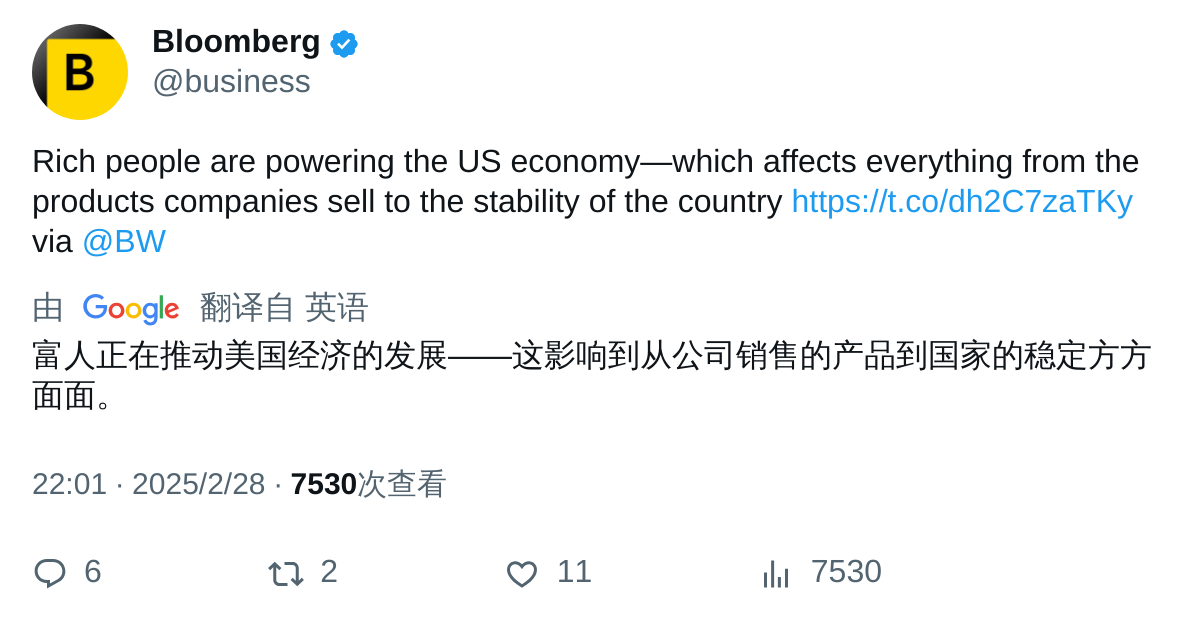 B
Bloomberg
@business
Rich people are powering the US economy—which affects everything from the
products companies sell to the stability of the country https://t.co/dh2C7zaTKy
via @BW
由 Google 翻译自 英语
富人正在推动美国经济的发展——这影响到从公司销售的产品到国家的稳定方方
面面。
22:01 · 2025/2/28 · 7530次查看
6 2 11 7530